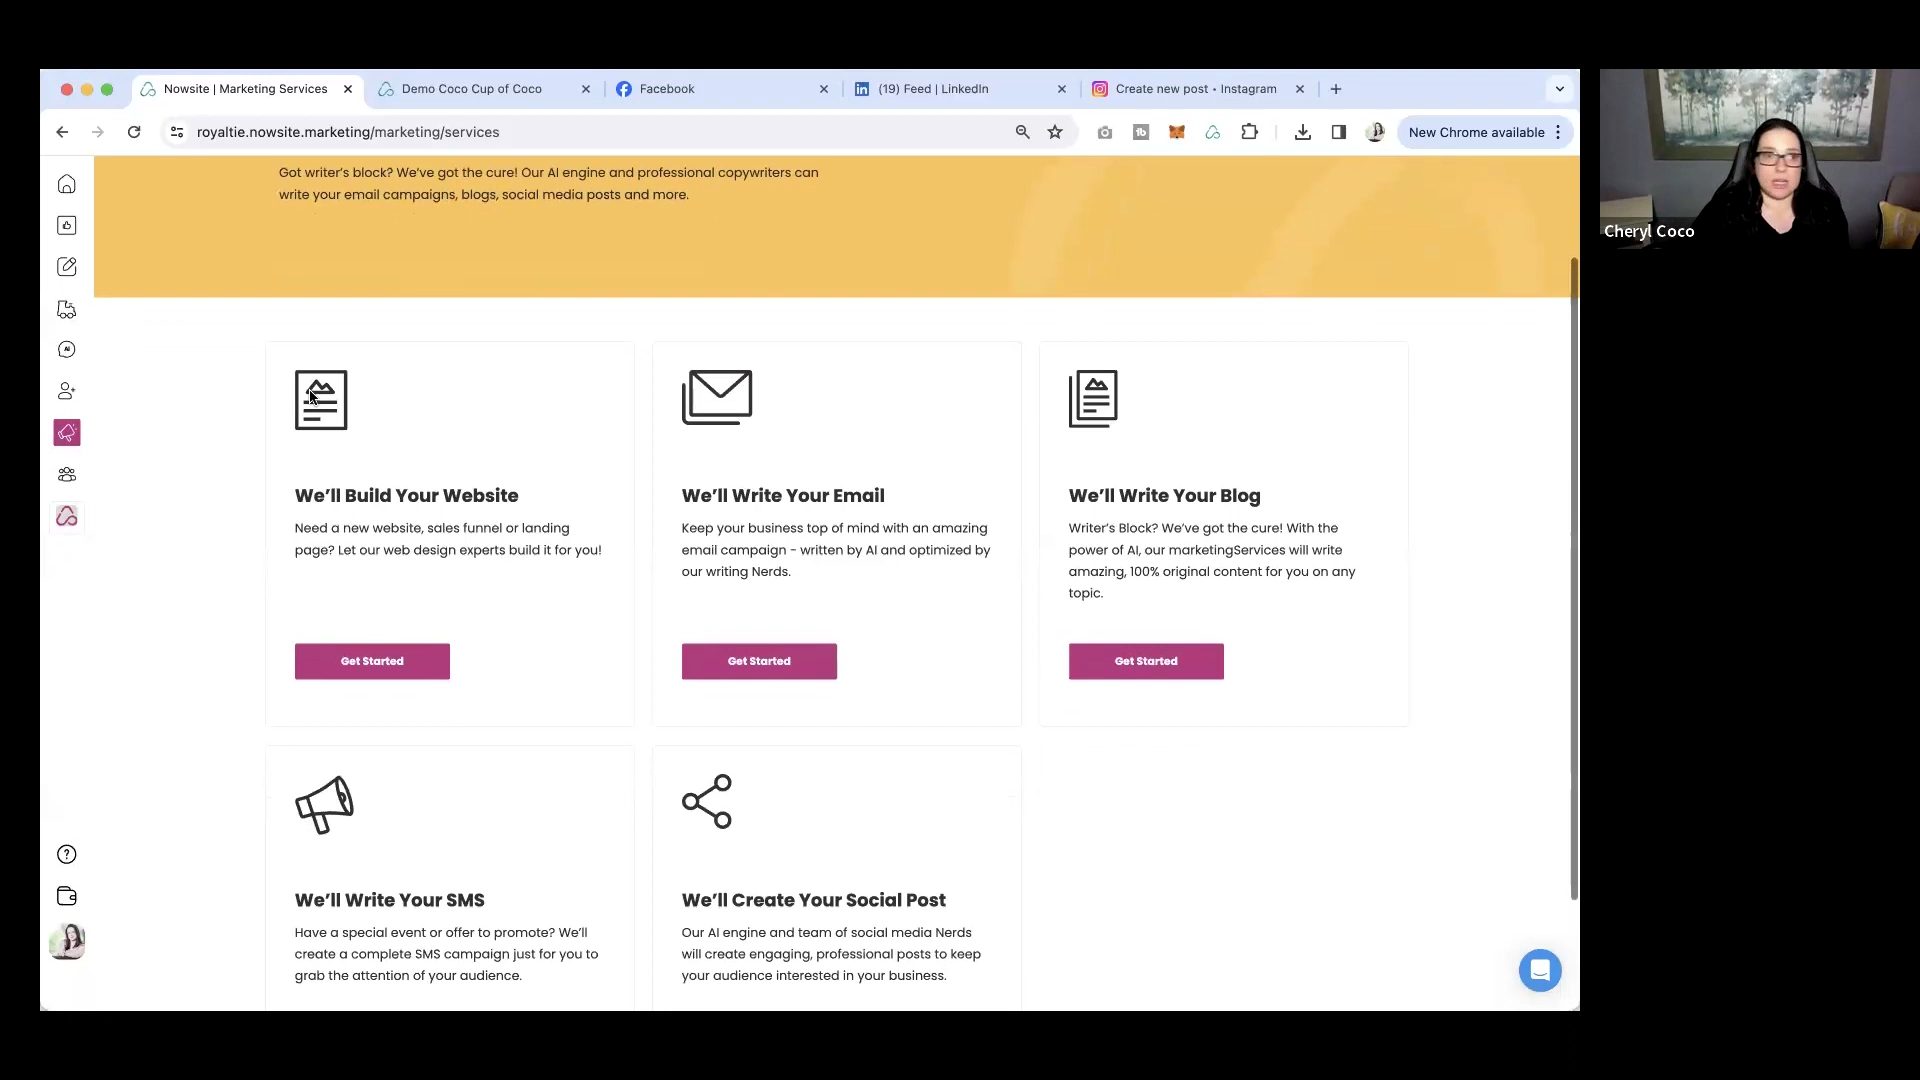 Nowsite | Marketing Services
Demo Coco Cup of Coco
Facebook
(19) Feed | LinkedIn
Create new post • Instagram
royaltie.nowsite.marketing/marketing/services
New Chrome available
Got writer's block? We've got the cure! Our AI engine and professional copywriters can
write your email campaigns, blogs, social media posts and more.
Cheryl Coco
We'll Build Your Website
Need a new website, sales funnel or landing
page? Let our web design experts build it for you!
Get Started
We'll Write Your Email
Keep your business top of mind with an amazing
email campaign - written by AI and optimized by
our writing Nerds.
Get Started
We'll Write Your Blog
Writer's Block? We've got the cure! With the
power of AI, our marketingServices will write
amazing, 100% original content for you on any
topic.
Get Started
We'll Write Your SMS
Have a special event or offer to promote? We'll
create a complete SMS campaign just for you to
grab the attention of your audience.
We'll Create Your Social Post
Our AI engine and team of social media Nerds
will create engaging, professional posts to keep
your audience interested in your business.